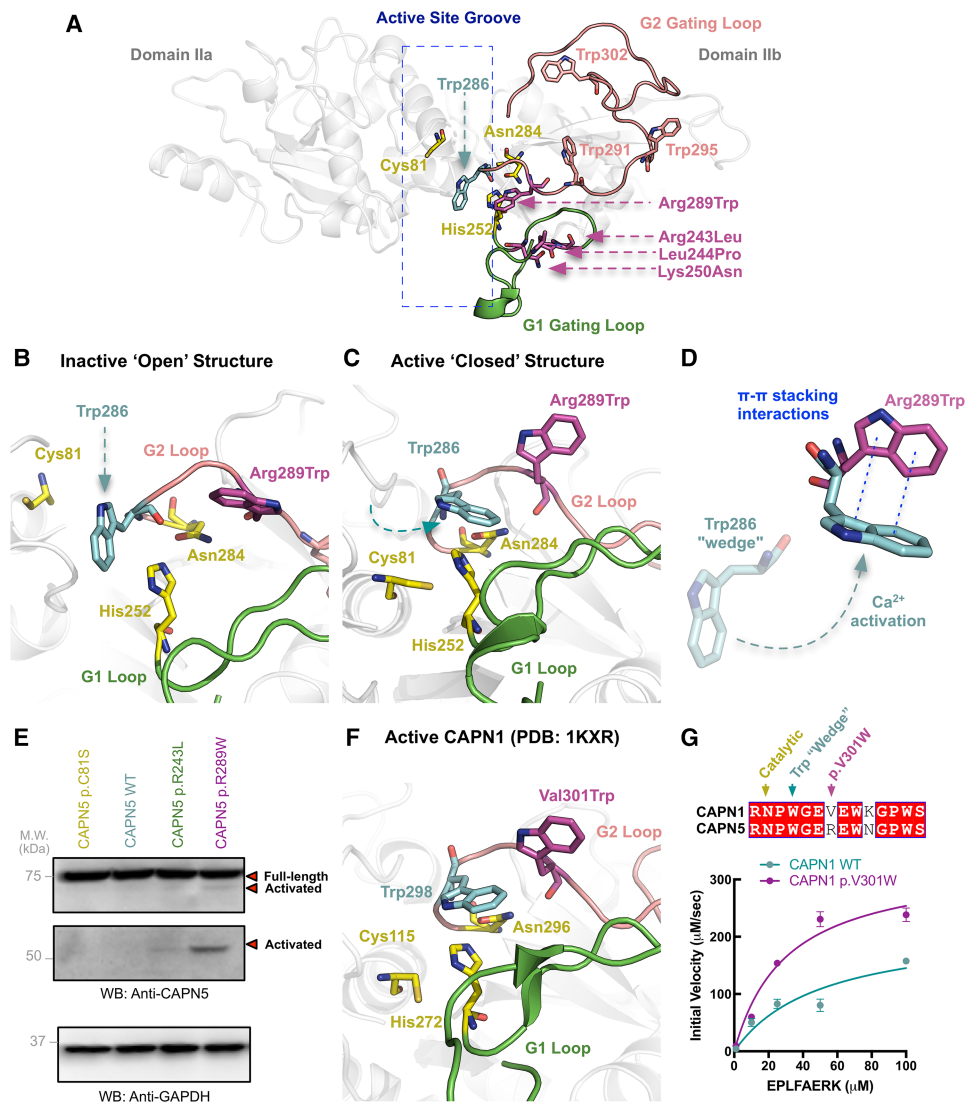 A
Active Site Groove
G2 Gating Loop
Domain IIa
Domain IIb
Trp302
Trp286
Asn284
Cys81
Trp291
Trp295
Arg289Trp
His252
Arg243Leu
Leu244Pro
Lys250Asn
G1 Gating Loop
B
Inactive ‘Open’ Structure
Trp286
Cys81
G2 Loop
Arg289Trp
Asn284
His252
G1 Loop
C
Active ‘Closed’ Structure
Arg289Trp
Trp286
G2 Loop
Asn284
Cys81
His252
G1 Loop
D
π-π stacking
interactions
Arg289Trp
Trp286
"wedge"
Ca²⁺
activation
E
CAPN5 p.C81S
CAPN5 WT
CAPN5 p.R243L
CAPN5 p.R289W
M.W.
(kDa)
75
Full-length
Activated
50
Activated
WB: Anti-CAPN5
37
WB: Anti-GAPDH
F
Active CAPN1 (PDB: 1KXR)
Val301Trp
G2 Loop
Trp298
Asn296
Cys115
His272
G1 Loop
G
Catalytic
Trp “Wedge”
p.V301W
CAPN1 RNPWGEVEWKGPWS
CAPN5 RNPWGEREWNGPWS
CAPN1 WT
CAPN1 p.V301W
Initial Velocity (μM/sec)
300
200
100
0
0 20 40 60 80 100
EPLFAERK (μM)